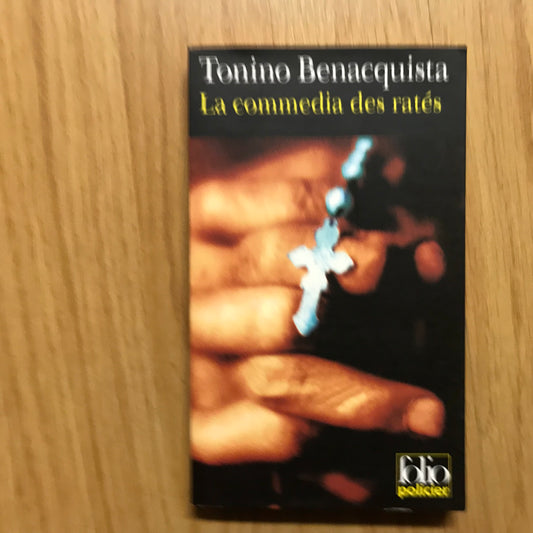 Tonino Benacquista
La commedia des ratés
folio
policier